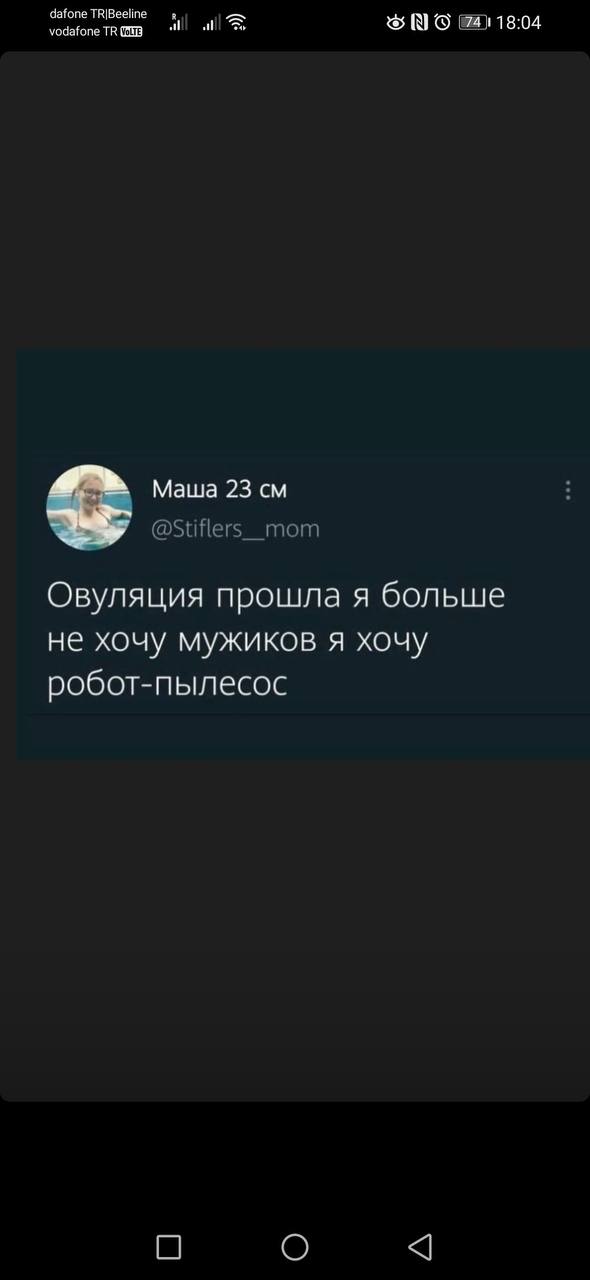 dafone TR|Beeline
vodafone TR VoLTE
R
74 18:04
Маша 23 см
@Stiflers__mom
Овуляция прошла я больше
не хочу мужиков я хочу
робот-пылесос